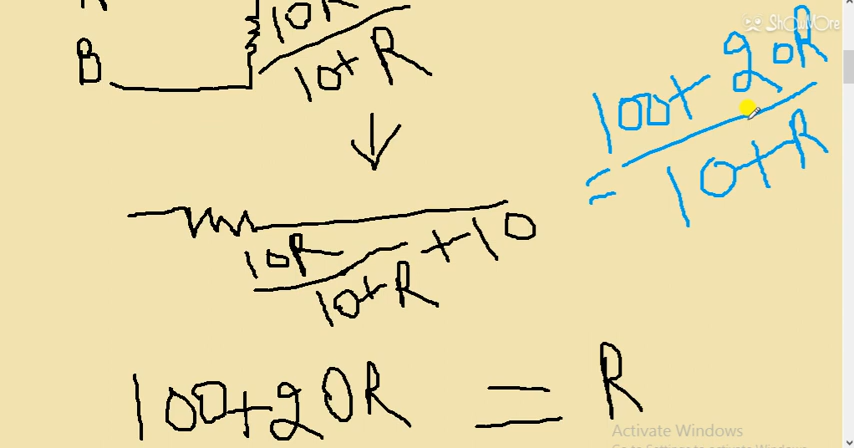 10R
B
10+R
ShowMore
100+20R
=
10+R
10R
10+R
+10
100+20R = R
Activate Windows